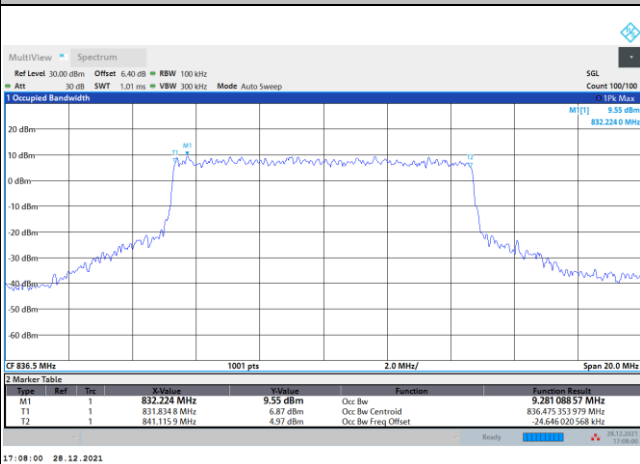 MultiView Spectrum
Ref Level 30.00 dBm Offset 6.40 dB RBW 100 kHz SGL
Att 30 dB SWT 1.01 ms VBW 300 kHz Mode Auto Sweep Count 100/100
1 Occupied Bandwidth 1Pk Max
M1[1] 9.55 dBm
832.224 0 MHz
20 dBm
M1
T1 T2
10 dBm
0 dBm
-10 dBm
-20 dBm
-30 dBm
-40 dBm
-50 dBm
-60 dBm
CF 836.5 MHz 1001 pts 2.0 MHz/ Span 20.0 MHz
2 Marker Table
Type Ref Trc X-Value Y-Value Function Function Result
M1 1 832.224 MHz 9.55 dBm Occ Bw 9.281 088 57 MHz
T1 1 831.834 8 MHz 6.87 dBm Occ Bw Centroid 836.475 353 979 MHz
T2 1 841.115 9 MHz 4.97 dBm Occ Bw Freq Offset -24.646 020 568 kHz
Ready 28.12.2021
17:08:00
17:08:00 28.12.2021